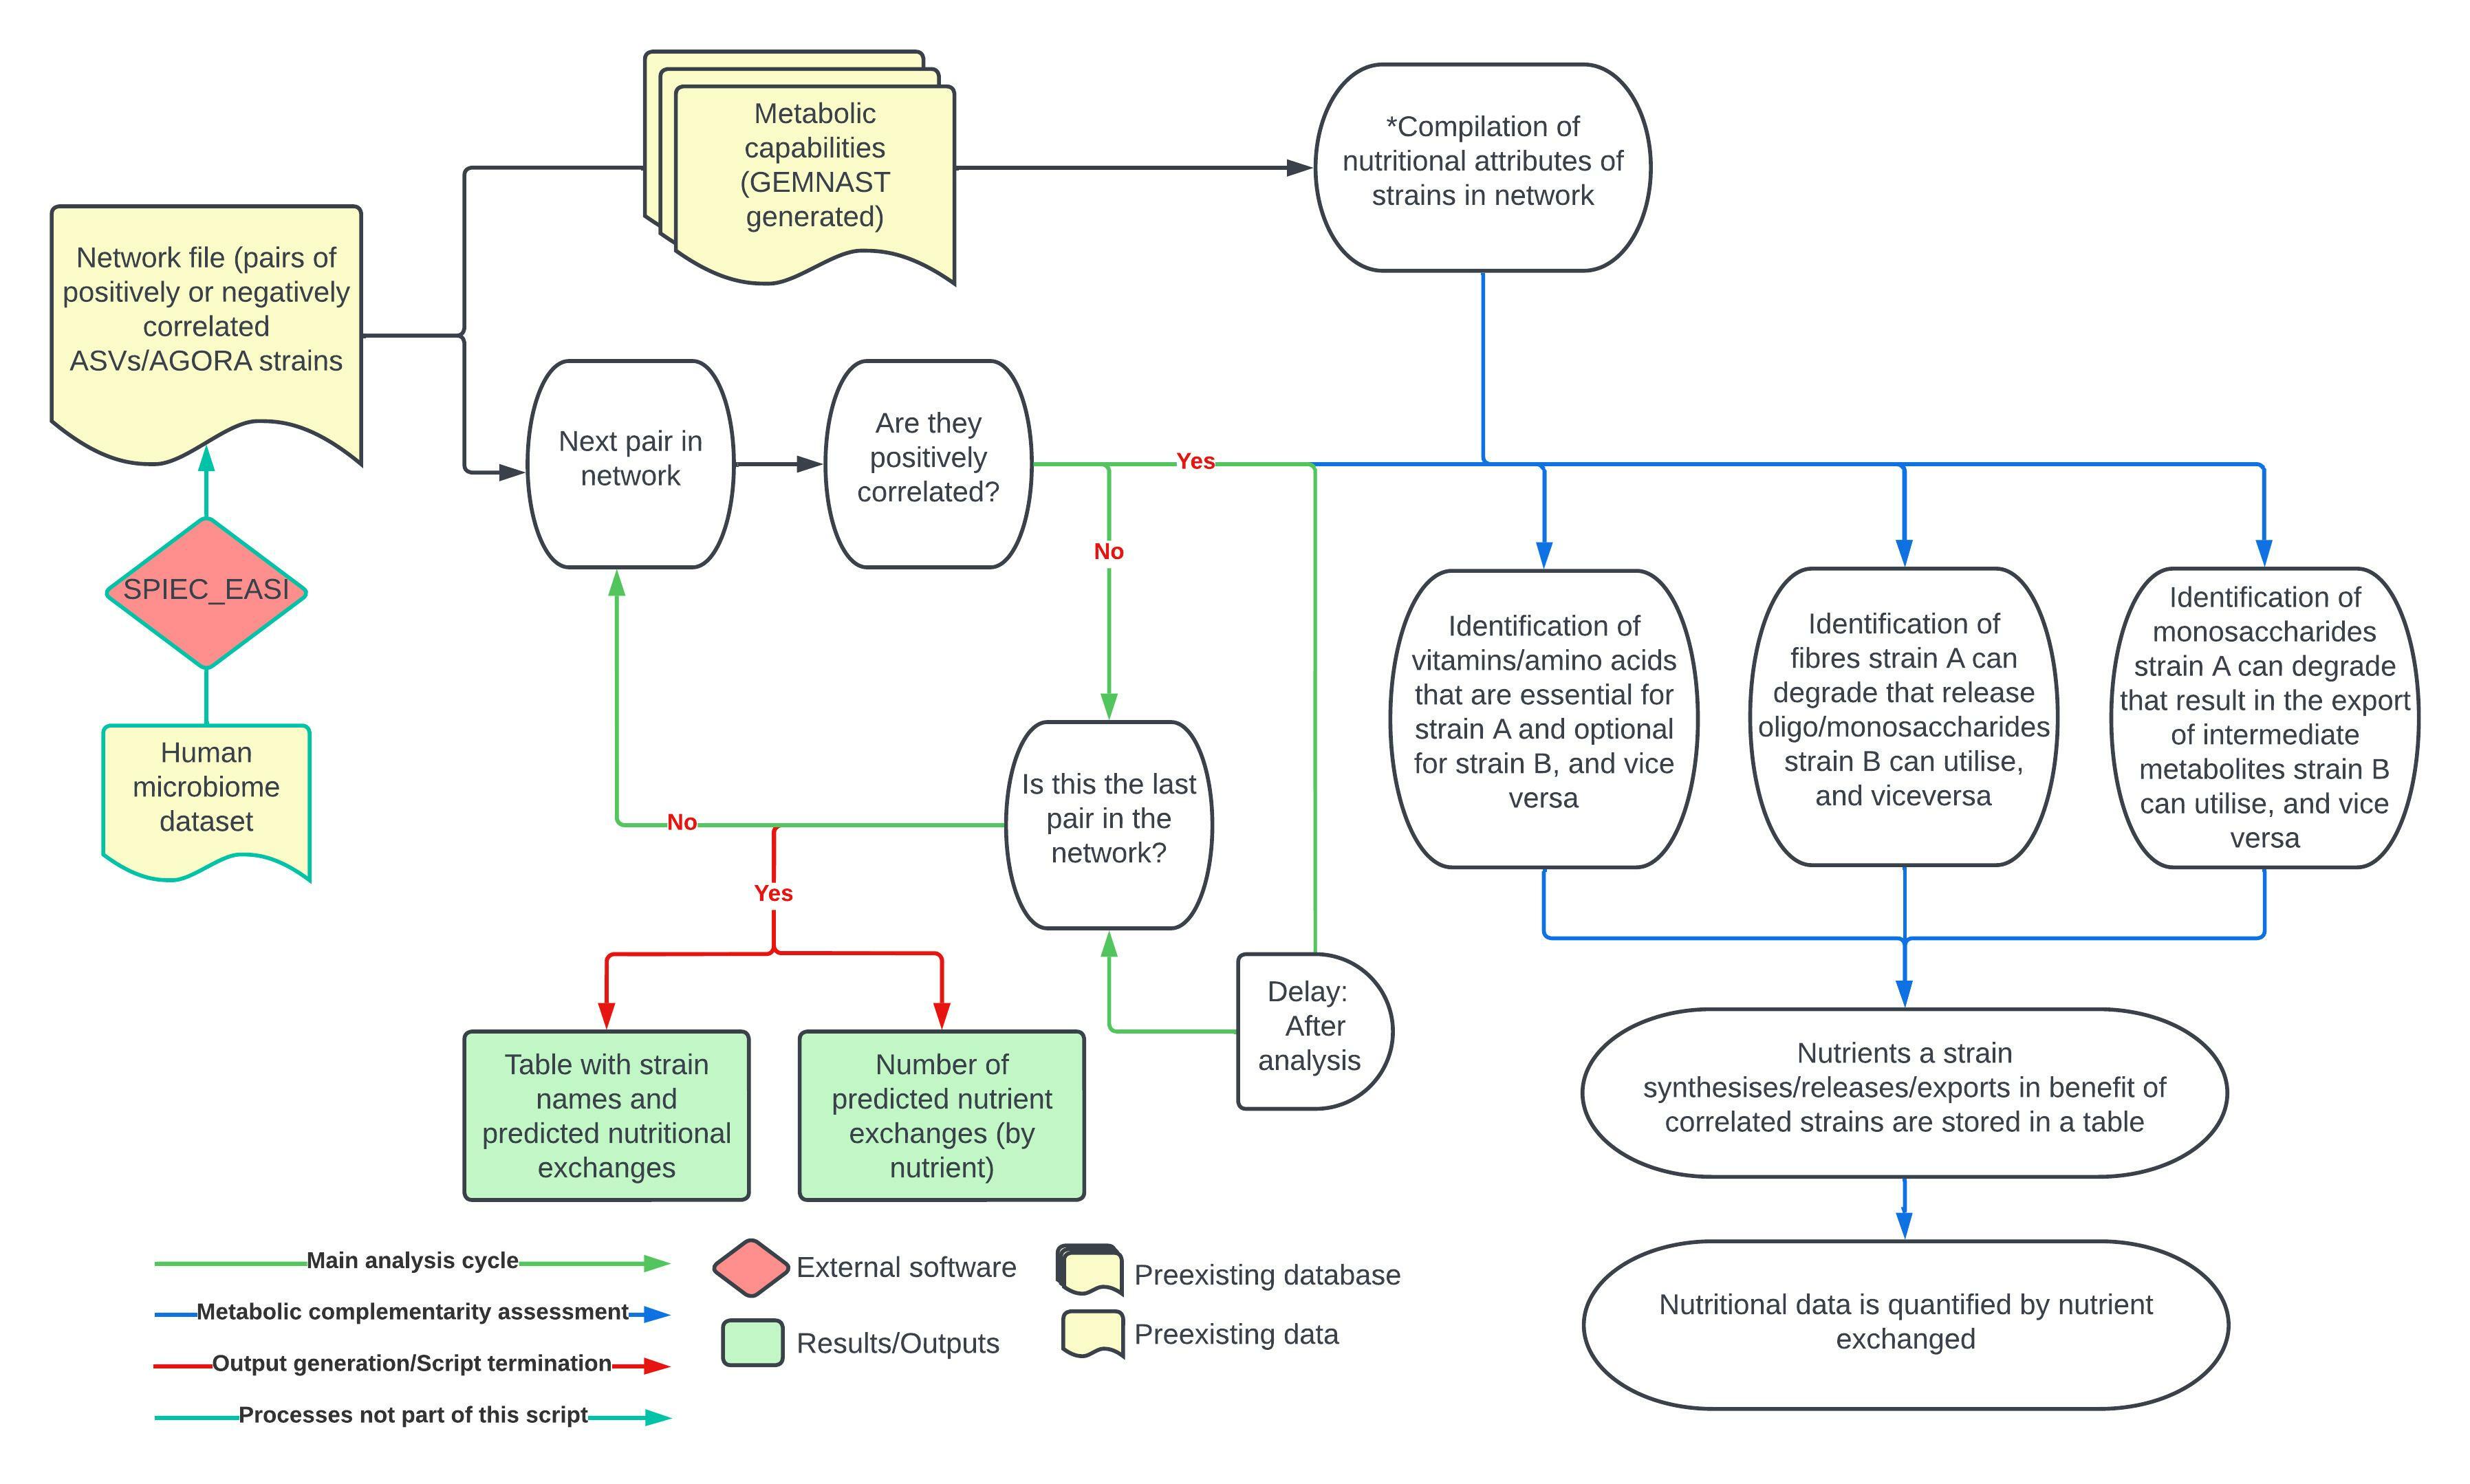 Metabolic
capabilities
(GEMNAST
generated)
*Compilation of
nutritional attributes of
strains in network
Network file (pairs of
positively or negatively
correlated
ASVs/AGORA strains
Next pair in
network
Are they
positively
correlated?
Yes
No
SPIEC_EASI
Human
microbiome
dataset
Identification of
vitamins/amino acids
that are essential for
strain A and optional
for strain B, and vice
versa
Identification of
fibres strain A can
degrade that release
oligo/monosaccharides
strain B can utilise,
and viceversa
Identification of
monosaccharides
strain A can degrade
that result in the export
of intermediate
metabolites strain B
can utilise, and vice
versa
Is this the last
pair in the
network?
No
Yes
Delay:
After
analysis
Table with strain
names and
predicted nutritional
exchanges
Number of
predicted nutrient
exchanges (by
nutrient)
Nutrients a strain
synthesises/releases/exports in benefit of
correlated strains are stored in a table
Nutritional data is quantified by nutrient
exchanged
Main analysis cycle
Metabolic complementarity assessment
Output generation/Script termination
Processes not part of this script
External software
Results/Outputs
Preexisting database
Preexisting data